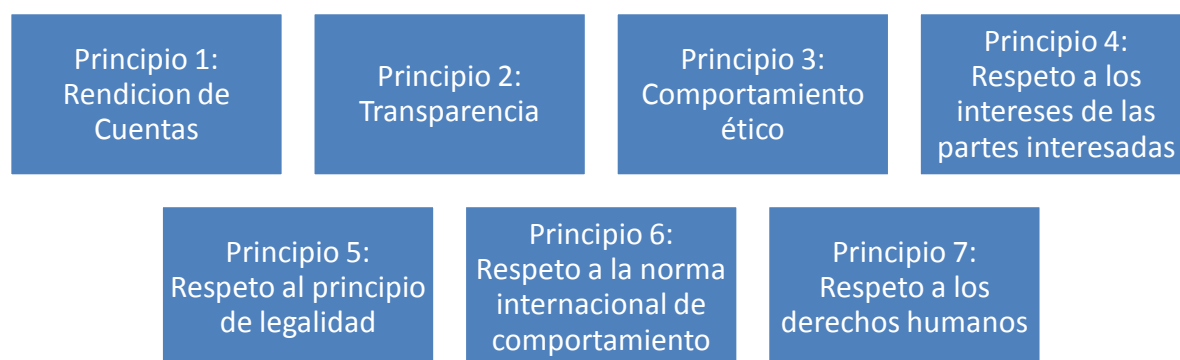 Principio 1:
Rendicion de
Cuentas
Principio 2:
Transparencia
Principio 3:
Comportamiento
ético
Principio 4:
Respeto a los
intereses de las
partes interesadas
Principio 5:
Respeto al principio
de legalidad
Principio 6:
Respeto a la norma
internacional de
comportamiento
Principio 7:
Respeto a los
derechos humanos